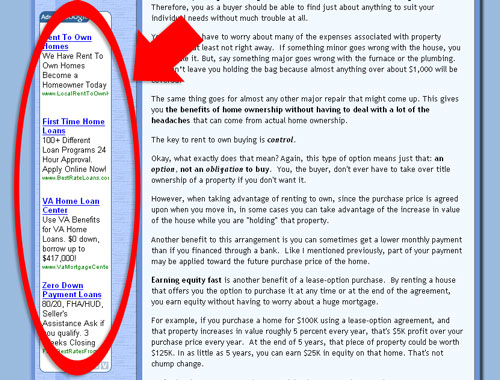 Rent To Own
Homes
We Have Rent To
Own Homes
Become a
Homeowner Today
First Time Home
Loans
100+ Different
Loan Programs 24
Hour Approval.
Apply Online Now!
www.BestRateLoans.co
VA Home Loan
Center
Use VA Benefits
for VA Home
Loans. $0 down,
borrow up to
$417,000!
Zero Down
Payment Loans
80/20, FHA/HUD,
Seller's
Assistance Ask if
you qualify. 3
Weeks Closing
Therefore, you as a buyer should be able to find just about anything to suit your
individual needs without much trouble at all.
have to worry about many of the expenses associated with property
at least not right away. If something minor goes wrong with the house, you
it. But, say something major goes wrong with the furnace or the plumbing.
leave you holding the bag because almost anything over about $1,000 will be
The same thing goes for almost any other major repair that might come up. This gives
you the benefits of home ownership without having to deal with a lot of the
headaches that can come from actual home ownership.
The key to rent to own buying is control.
Okay, what exactly does that mean? Again, this type of option means just that: an
option, not an obligation to buy. You, the buyer, don't ever have to take over title
ownership of a property if you don't want it.
However, when taking advantage of renting to own, since the purchase price is agreed
upon when you move in, in some cases you can take advantage of the increase in value
of the house while you are "holding" that property.
Another benefit to this arrangement is you can sometimes get a lower monthly payment
than if you financed through a bank. Like I mentioned previously, part of your payment
may be applied toward the future purchase price of the home.
Earning equity fast is another benefit of a lease-option purchase. By renting a house
that offers you the option to purchase it at any time or at the end of the agreement,
you earn equity without having to worry about a huge mortgage.
For example, if you purchase a home for $100K using a lease-option agreement, and
that property increases in value roughly 5 percent every year, that's $5K profit over your
purchase price every year. At the end of 5 years, that piece of property could be worth
$125K. In as little as 5 years, you can earn $25K in equity on that home. That's not
chump change.